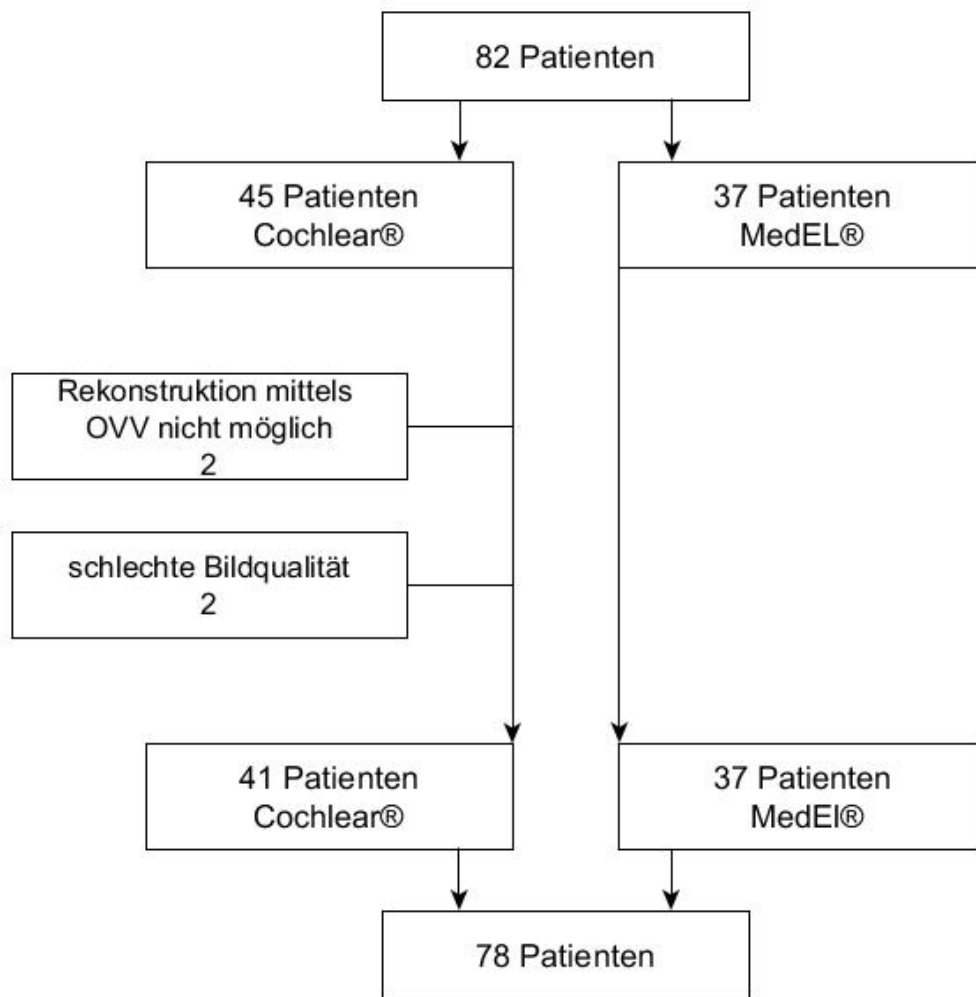 82 Patienten
45 Patienten
Cochlear®
37 Patienten
MedEL®
Rekonstruktion mittels
OVV nicht möglich
2
schlechte Bildqualität
2
41 Patienten
Cochlear®
37 Patienten
MedEl®
78 Patienten